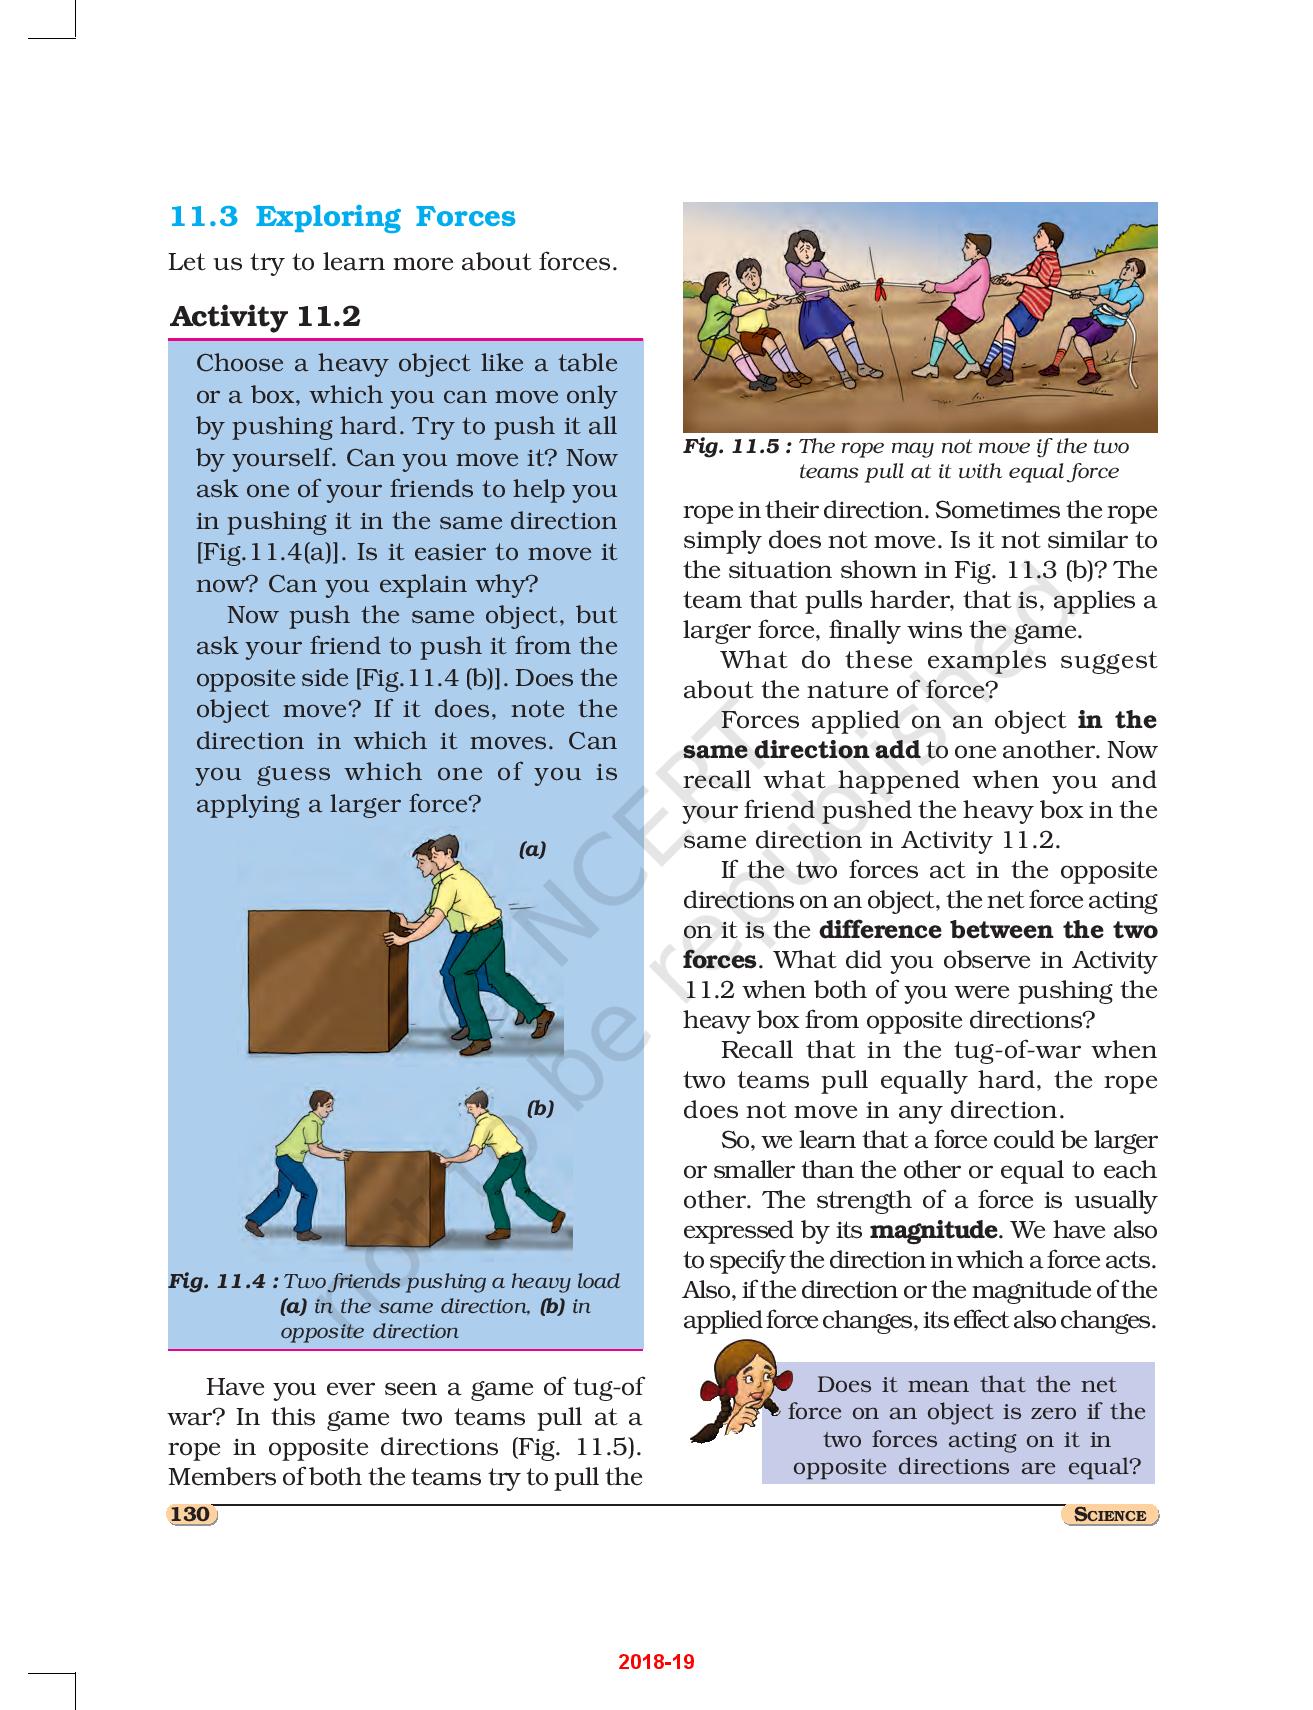 11.3 Exploring Forces
Let us try to learn more about forces.
Activity 11.2
Choose a heavy object like a table
or a box, which you can move only
by pushing hard. Try to push it all
by yourself. Can you move it? Now
ask one of your friends to help you
in pushing it in the same direction
[Fig.11.4(a)]. Is it easier to move it
now? Can you explain why?
Now push the same object, but
ask your friend to push it from the
opposite side [Fig.11.4 (b)]. Does the
object move? If it does, note the
direction in which it moves. Can
you guess which one of you is
applying a larger force?
(a)
(b)
Fig. 11.4 : Two friends pushing a heavy load
(a) in the same direction, (b) in
opposite direction
Have you ever seen a game of tug-of
war? In this game two teams pull at a
rope in opposite directions (Fig. 11.5).
Members of both the teams try to pull the
Fig. 11.5 : The rope may not move if the two
teams pull at it with equal force
rope in their direction. Sometimes the rope
simply does not move. Is it not similar to
the situation shown in Fig. 11.3 (b)? The
team that pulls harder, that is, applies a
larger force, finally wins the game.
What do these examples suggest
about the nature of force?
Forces applied on an object in the
same direction add to one another. Now
recall what happened when you and
your friend pushed the heavy box in the
same direction in Activity 11.2.
If the two forces act in the opposite
directions on an object, the net force acting
on it is the difference between the two
forces. What did you observe in Activity
11.2 when both of you were pushing the
heavy box from opposite directions?
Recall that in the tug-of-war when
two teams pull equally hard, the rope
does not move in any direction.
So, we learn that a force could be larger
or smaller than the other or equal to each
other. The strength of a force is usually
expressed by its magnitude. We have also
to specify the direction in which a force acts.
Also, if the direction or the magnitude of the
applied force changes, its effect also changes.
Does it mean that the net
force on an object is zero if the
two forces acting on it in
opposite directions are equal?
© NCERT
not to be republished
130
SCIENCE
2018-19